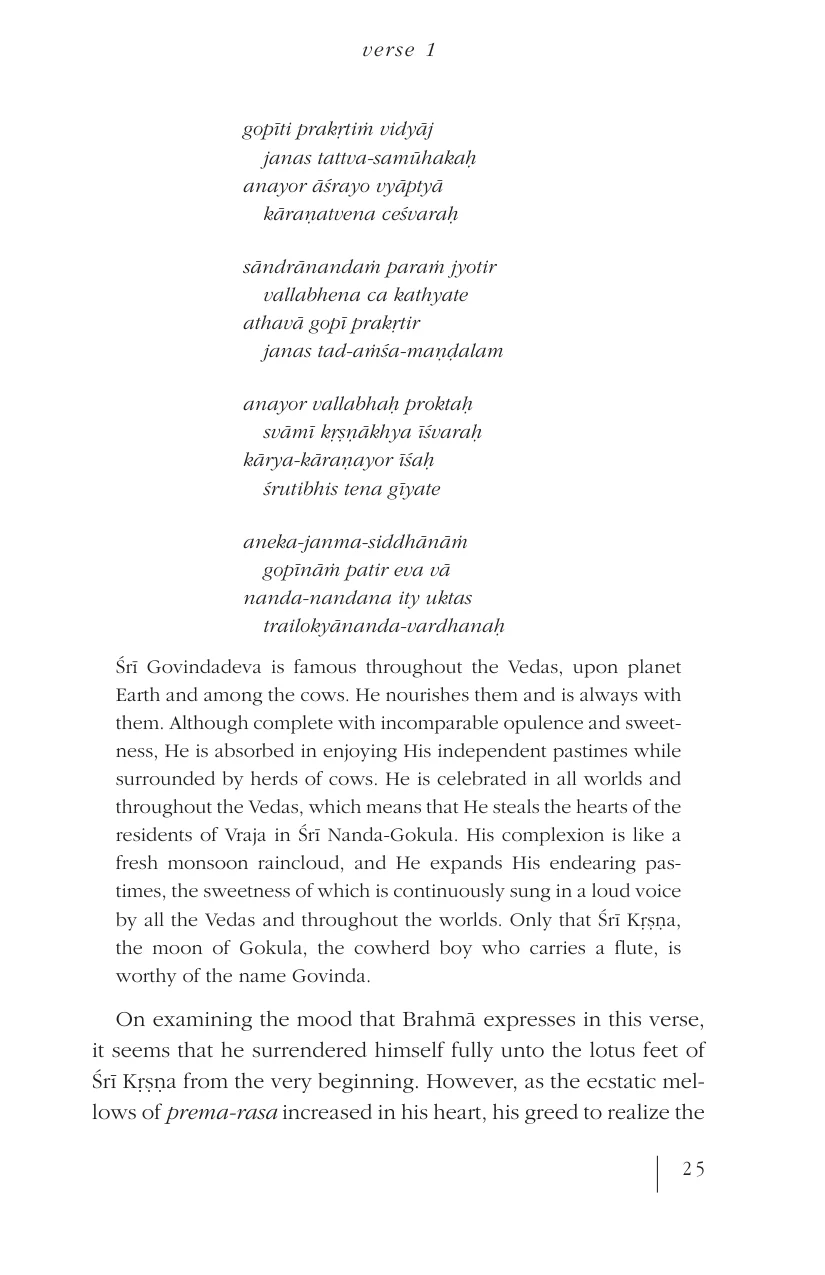 verse 1
gopīti prakṛtiṁ vidyāj
janas tattva-samūhakaḥ
anayor āśrayo vyāptyā
kāraṇatvena ceśvaraḥ
sāndrānandaṁ paraṁ jyotir
vallabhena ca kathyate
athavā gopī prakṛtir
janas tad-aṁśa-maṇḍalam
anayor vallabhaḥ proktaḥ
svāmī kṛṣṇākhya īśvaraḥ
kārya-kāraṇayor īśaḥ
śrutibhis tena gīyate
aneka-janma-siddhānāṁ
gopīnāṁ patir eva vā
nanda-nandana ity uktas
trailokyānanda-vardhanaḥ
Śrī Govindadeva is famous throughout the Vedas, upon planet
Earth and among the cows. He nourishes them and is always with
them. Although complete with incomparable opulence and sweet-
ness, He is absorbed in enjoying His independent pastimes while
surrounded by herds of cows. He is celebrated in all worlds and
throughout the Vedas, which means that He steals the hearts of the
residents of Vraja in Śrī Nanda-Gokula. His complexion is like a
fresh monsoon raincloud, and He expands His endearing pas-
times, the sweetness of which is continuously sung in a loud voice
by all the Vedas and throughout the worlds. Only that Śrī Kṛṣṇa,
the moon of Gokula, the cowherd boy who carries a flute, is
worthy of the name Govinda.
On examining the mood that Brahmā expresses in this verse,
it seems that he surrendered himself fully unto the lotus feet of
Śrī Kṛṣṇa from the very beginning. However, as the ecstatic mel-
lows of prema-rasa increased in his heart, his greed to realize the
25